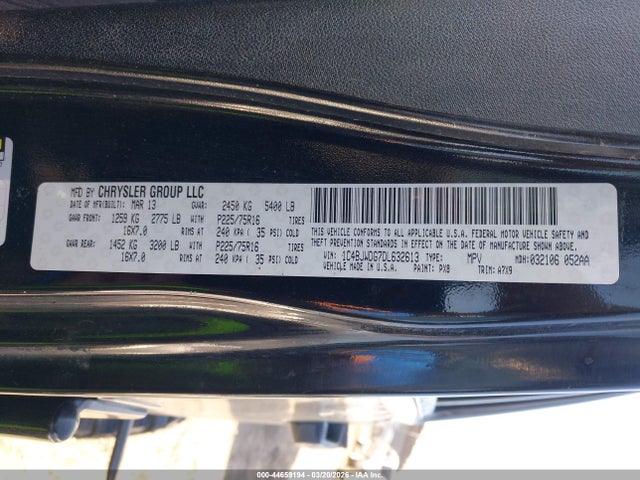 MFD BY CHRYSLER GROUP LLC
DATE OF MFR(BUILT): MAR 13 GVWR: 2450 KG 5400 LB
GAWR FRONT: 1259 KG 2775 LB WITH P225/75R16 TIRES
16X7.0 RIMS AT 240 KPA ( 35 PSI) COLD
GAWR REAR: 1452 KG 3200 LB WITH P225/75R16 TIRES
16X7.0 RIMS AT 240 KPA ( 35 PSI) COLD
THIS VEHICLE CONFORMS TO ALL APPLICABLE U.S.A. FEDERAL MOTOR VEHICLE SAFETY
AND THEFT PREVENTION STANDARDS IN EFFECT ON THE DATE OF MANUFACTURE SHOWN ABOVE.
VIN: 1C4BJWDG7DL632613 TYPE: MPV MDH: 032106 052AA
VEHICLE MADE IN U.S.A. PAINT: PX8 TRIM: A7X9
000-44659194 - 03/20/2026 - IAA Inc.